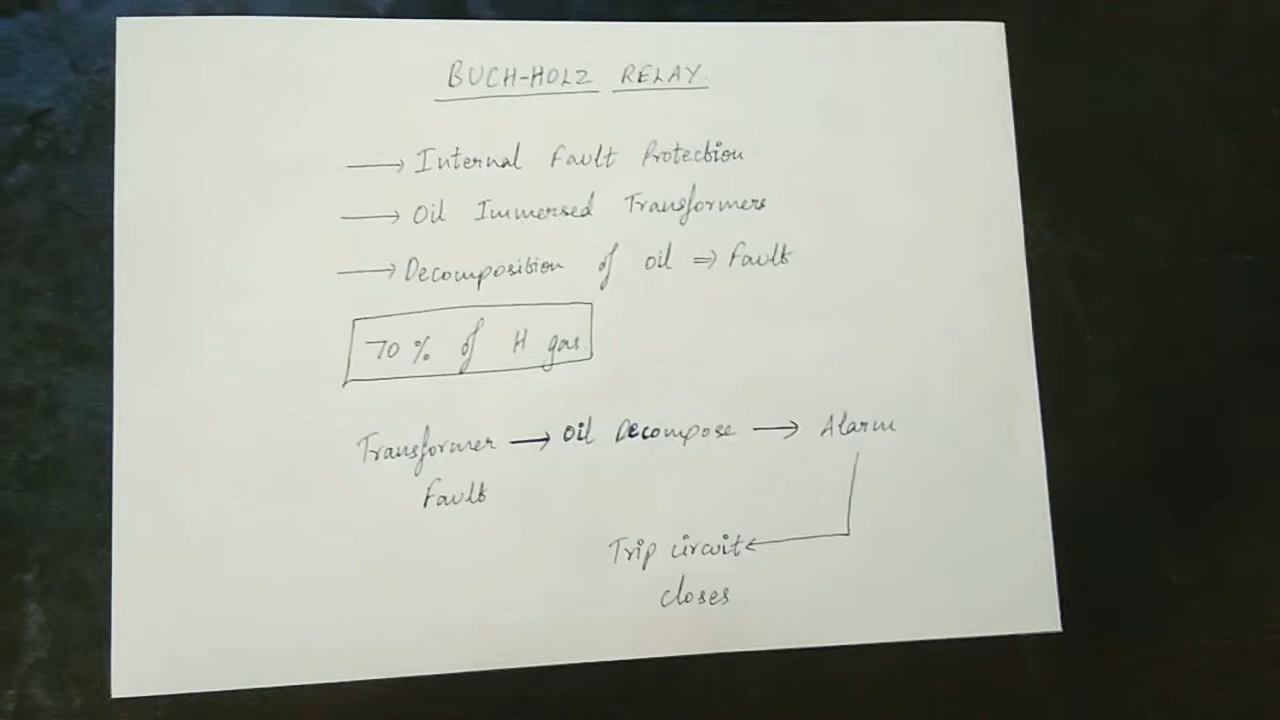 BUCH-HOLZ RELAY.
→ Internal Fault Protection
→ Oil Immersed Transformers
→ Decomposition of oil ⇒ Fault
70% of H gas
Transformer → Oil Decompose → Alarm
Fault
Trip circuit
closes